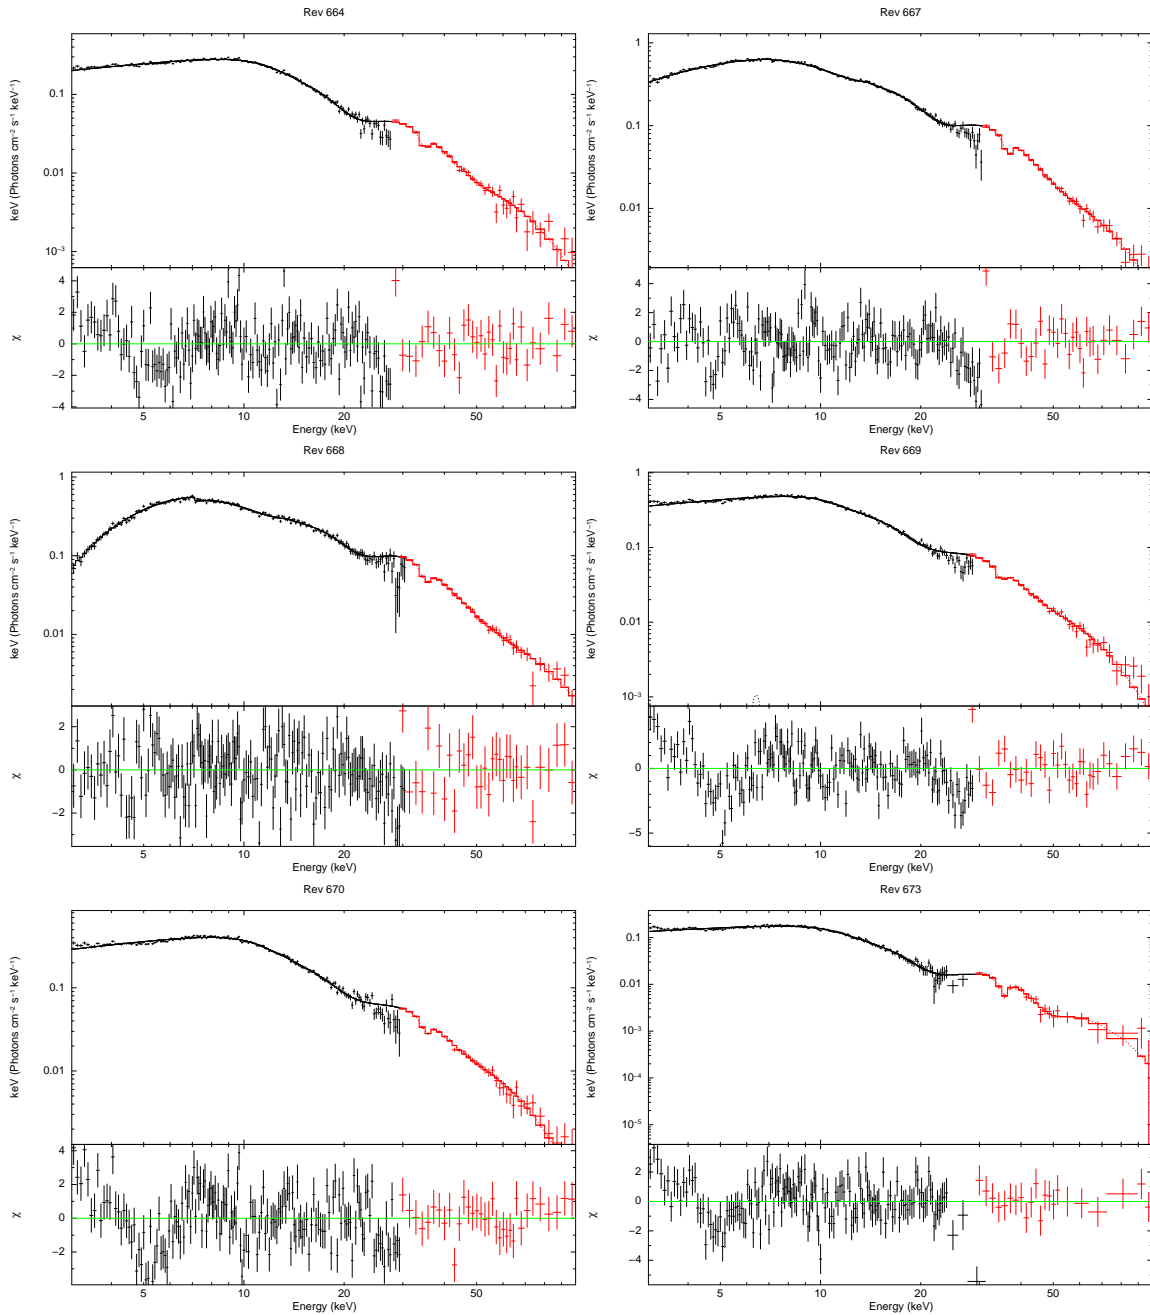 Rev 664
keV (Photons cm⁻² s⁻¹ keV⁻¹)
0.1
0.01
10⁻³
χ
4
2
0
−2
−4
5
10
20
50
Energy (keV)
Rev 667
keV (Photons cm⁻² s⁻¹ keV⁻¹)
1
0.1
0.01
χ
4
2
0
−2
−4
5
10
20
50
Energy (keV)
Rev 668
keV (Photons cm⁻² s⁻¹ keV⁻¹)
1
0.1
0.01
χ
2
0
−2
5
10
20
50
Energy (keV)
Rev 669
keV (Photons cm⁻² s⁻¹ keV⁻¹)
1
0.1
0.01
10⁻³
χ
0
−5
5
10
20
50
Energy (keV)
Rev 670
keV (Photons cm⁻² s⁻¹ keV⁻¹)
0.1
0.01
χ
4
2
0
−2
5
10
20
50
Energy (keV)
Rev 673
keV (Photons cm⁻² s⁻¹ keV⁻¹)
0.1
0.01
10⁻³
10⁻⁴
10⁻⁵
χ
2
0
−2
−4
5
10
20
50
Energy (keV)